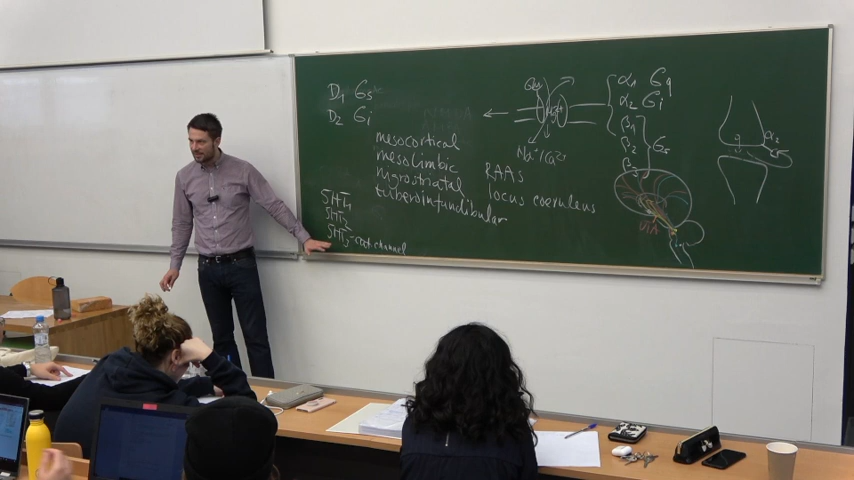 D1 Gs
D2 Gi
mesocortical
mesolimbic
nigrostriatal
tuberoinfundibular
5HT1
5HT2
5HT3
channel
RAAs
locus coeruleus
Na+/Ca2+
α1 Gq
α2 Gi
β1
β2 Gs
β3
α2